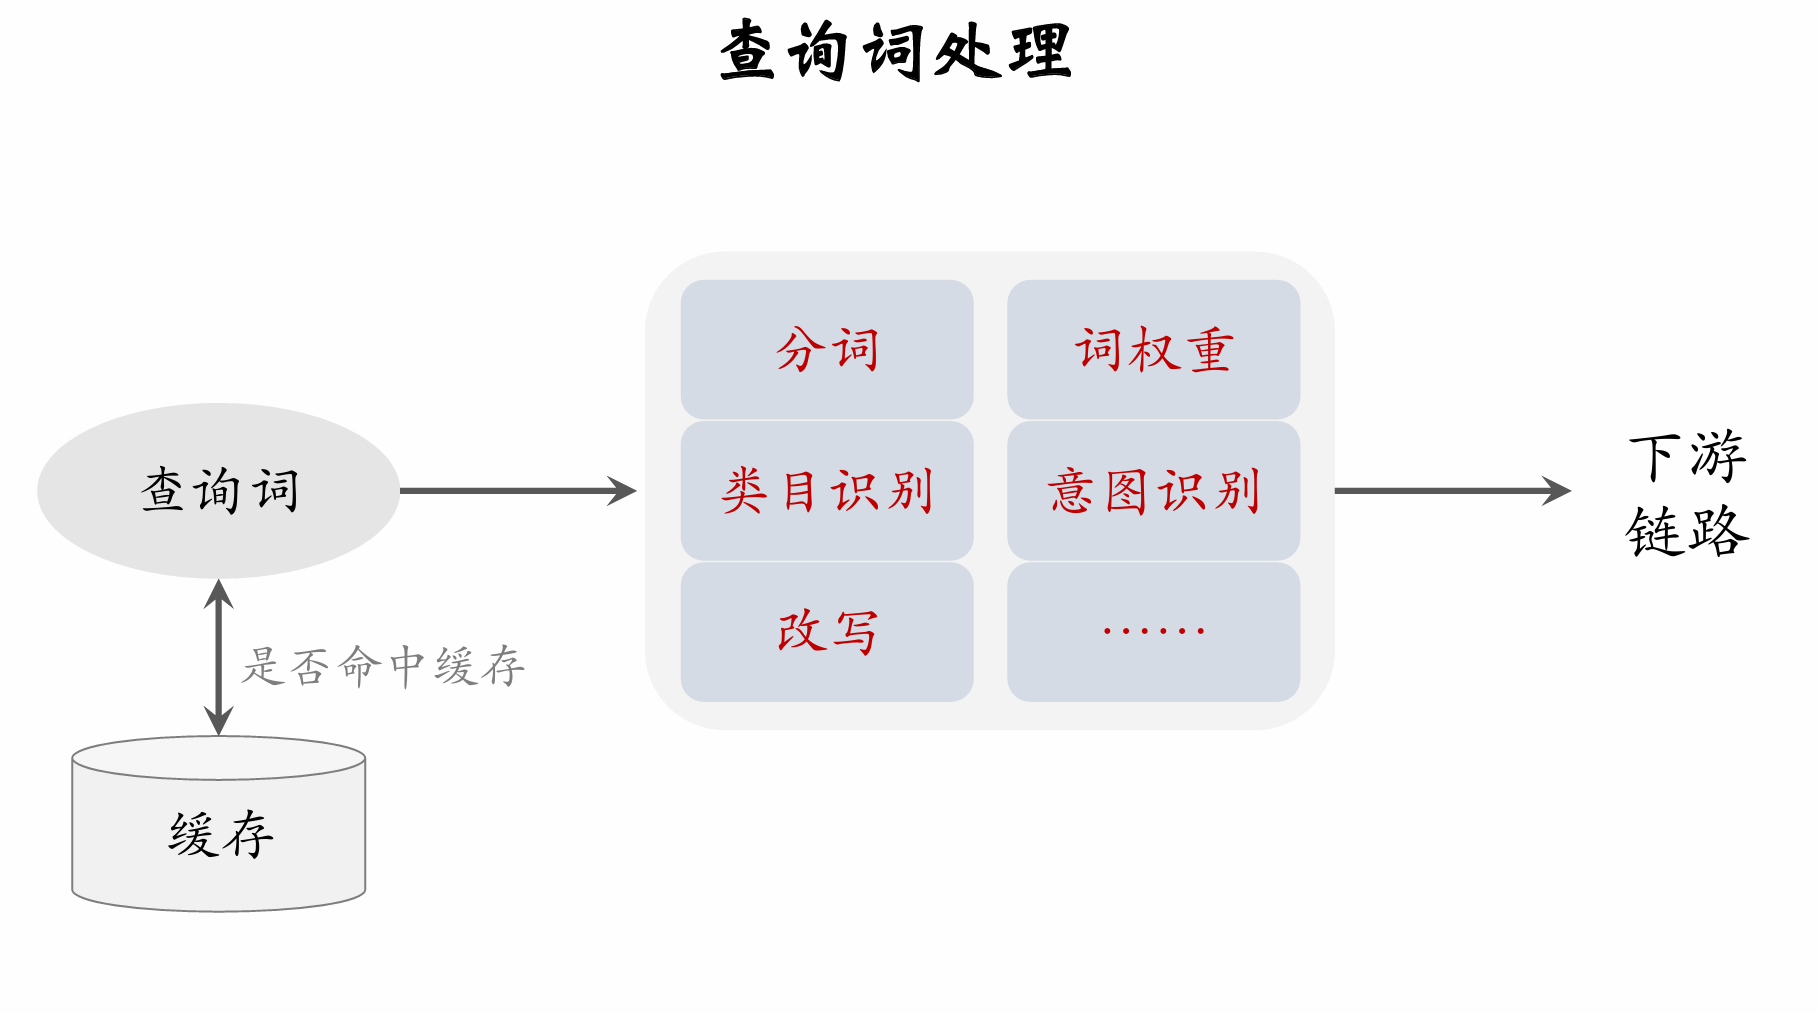 查询词处理
查询词
是否命中缓存
缓存
分词
词权重
类目识别
意图识别
改写
……
下游
链路